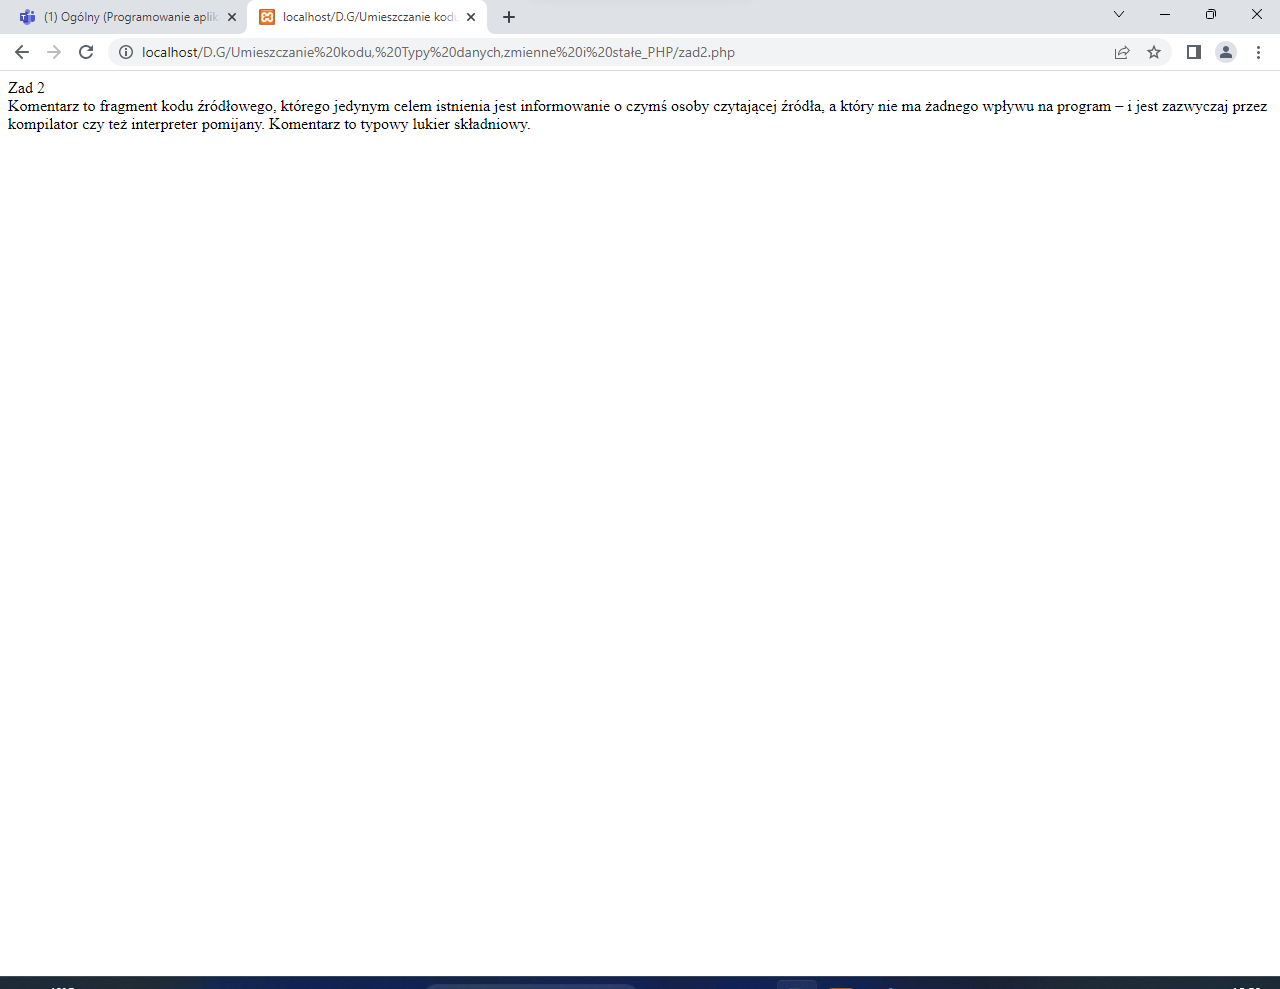 (1) Ogólny (Programowanie aplik
localhost/D.G/Umieszczanie kodu
localhost/D.G/Umieszczanie%20kodu,%20Typy%20danych,zmienne%20i%20stałe_PHP/zad2.php
Zad 2
Komentarz to fragment kodu źródłowego, którego jedynym celem istnienia jest informowanie o czymś osoby czytającej źródła, a który nie ma żadnego wpływu na program – i jest zazwyczaj przez
kompilator czy też interpreter pomijany. Komentarz to typowy lukier składniowy.